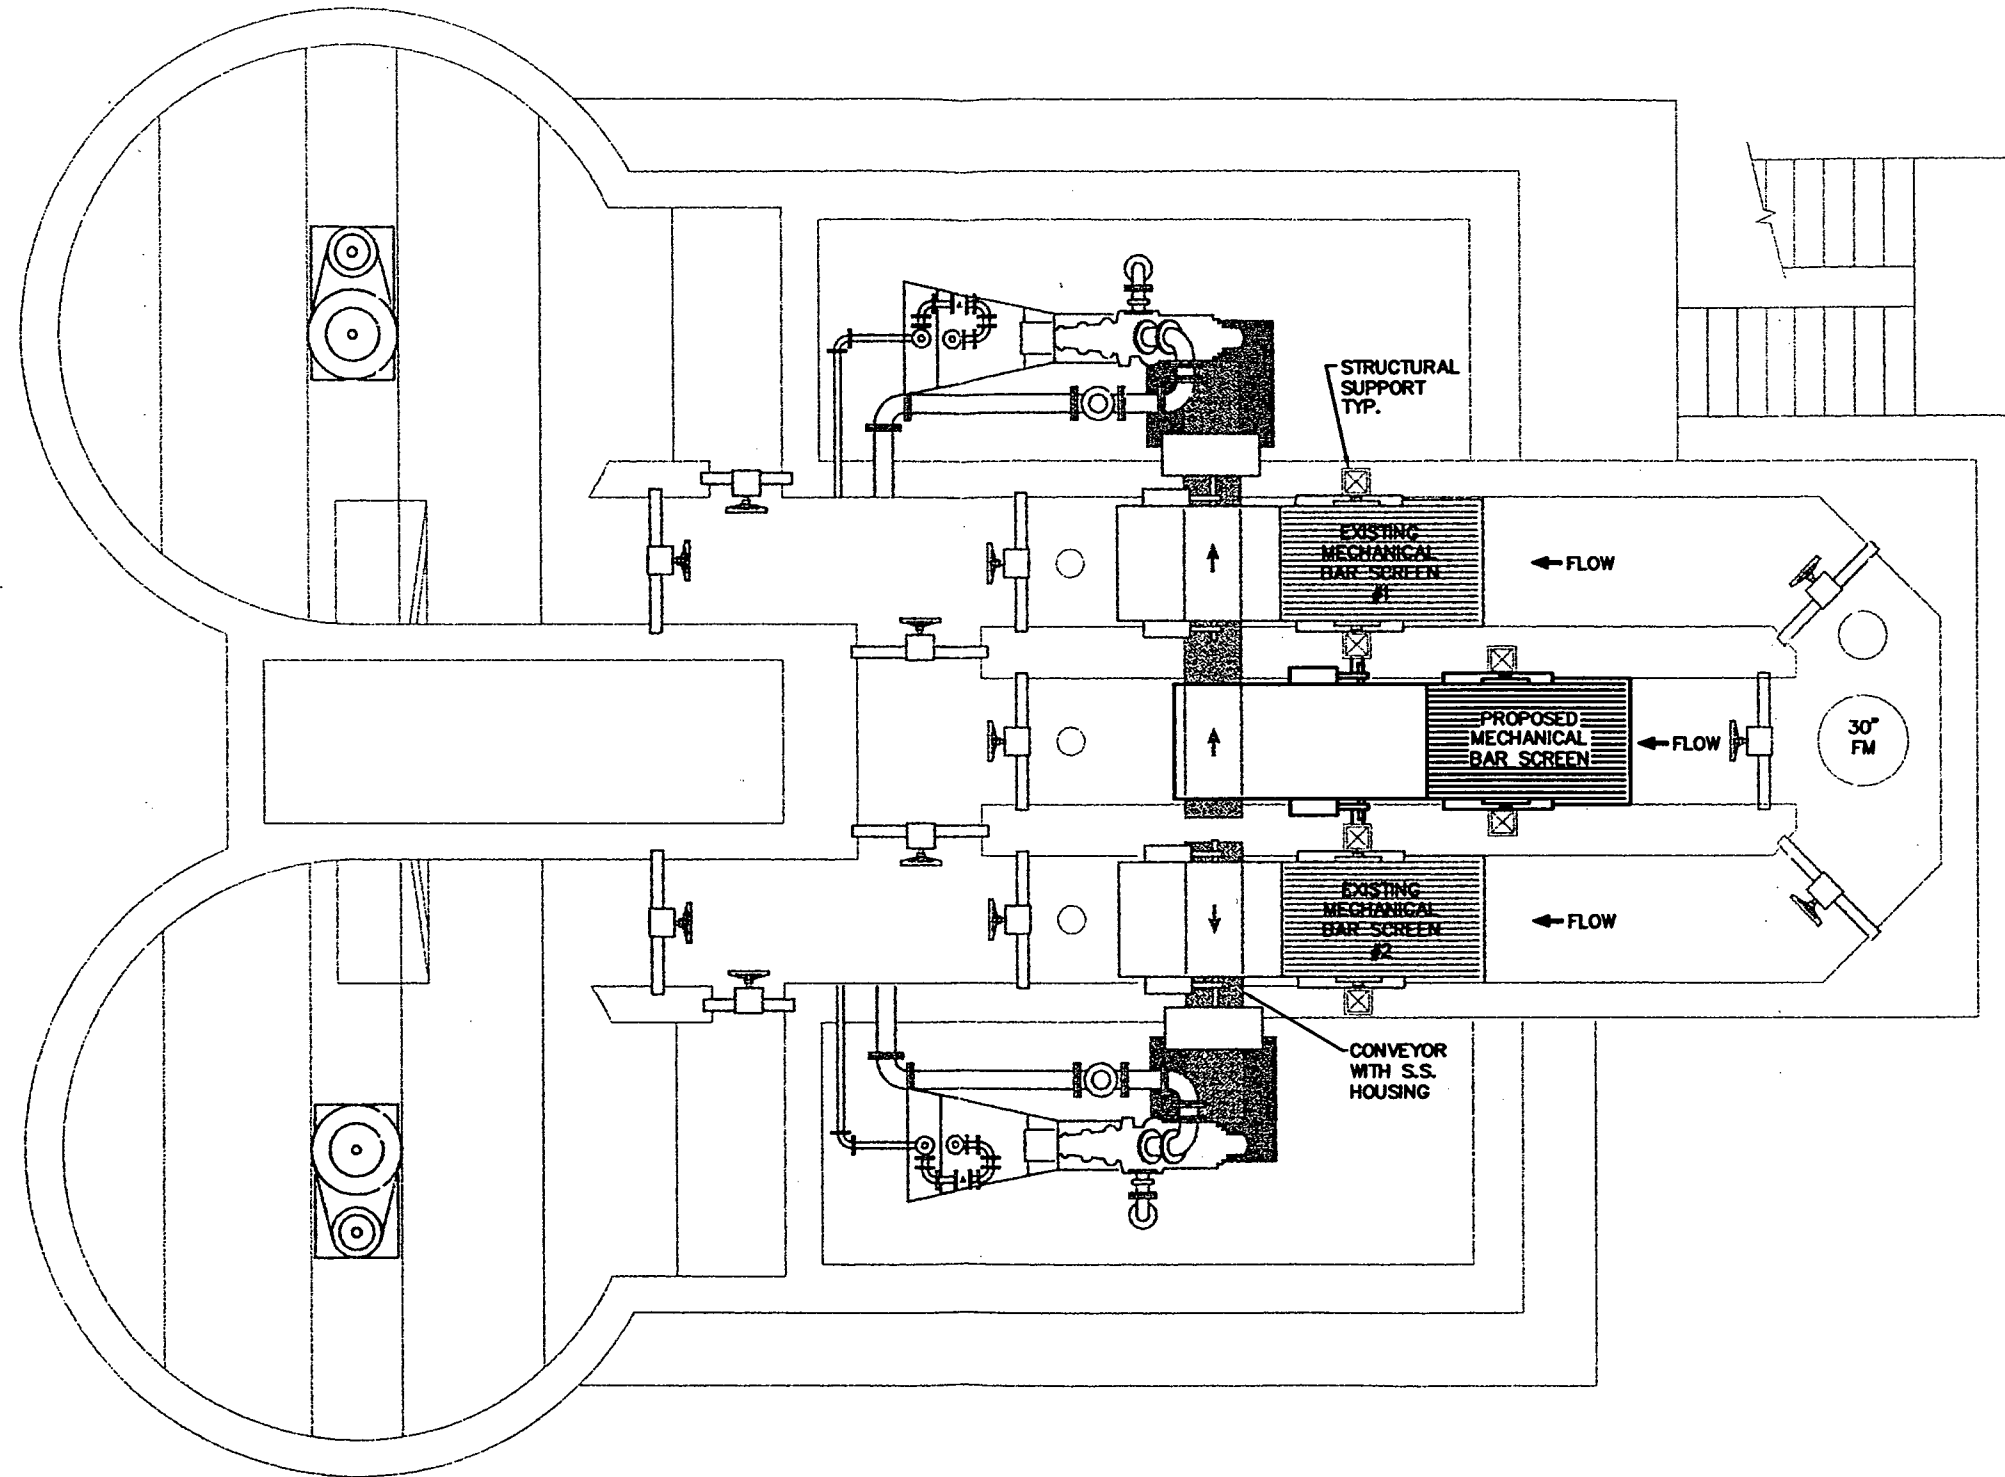 STRUCTURAL
SUPPORT
TYP.
EXISTING
MECHANICAL
BAR SCREEN
#1
FLOW
PROPOSED
MECHANICAL
BAR SCREEN
FLOW
30"
FM
EXISTING
MECHANICAL
BAR SCREEN
#2
FLOW
CONVEYOR
WITH S.S.
HOUSING